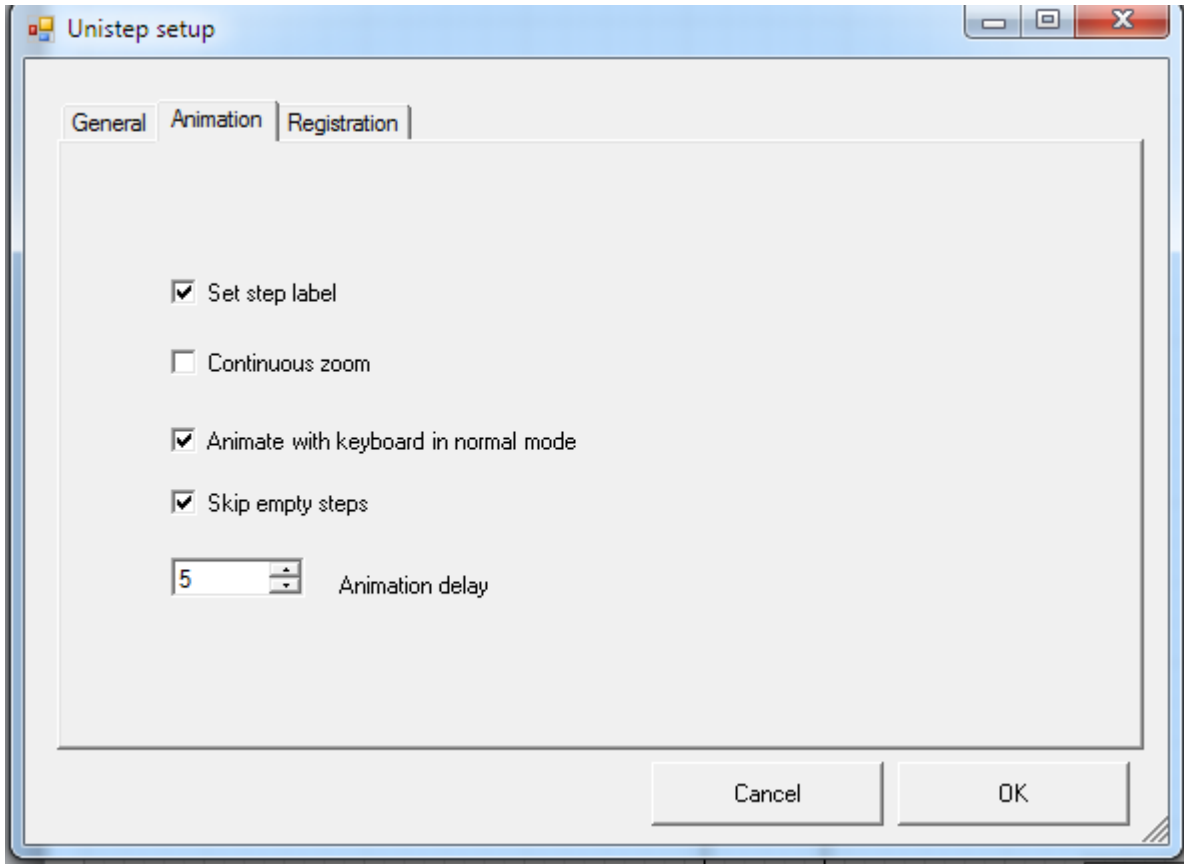 Unistep setup
General Animation Registration
Set step label
Continuous zoom
Animate with keyboard in normal mode
Skip empty steps
5 Animation delay
Cancel OK